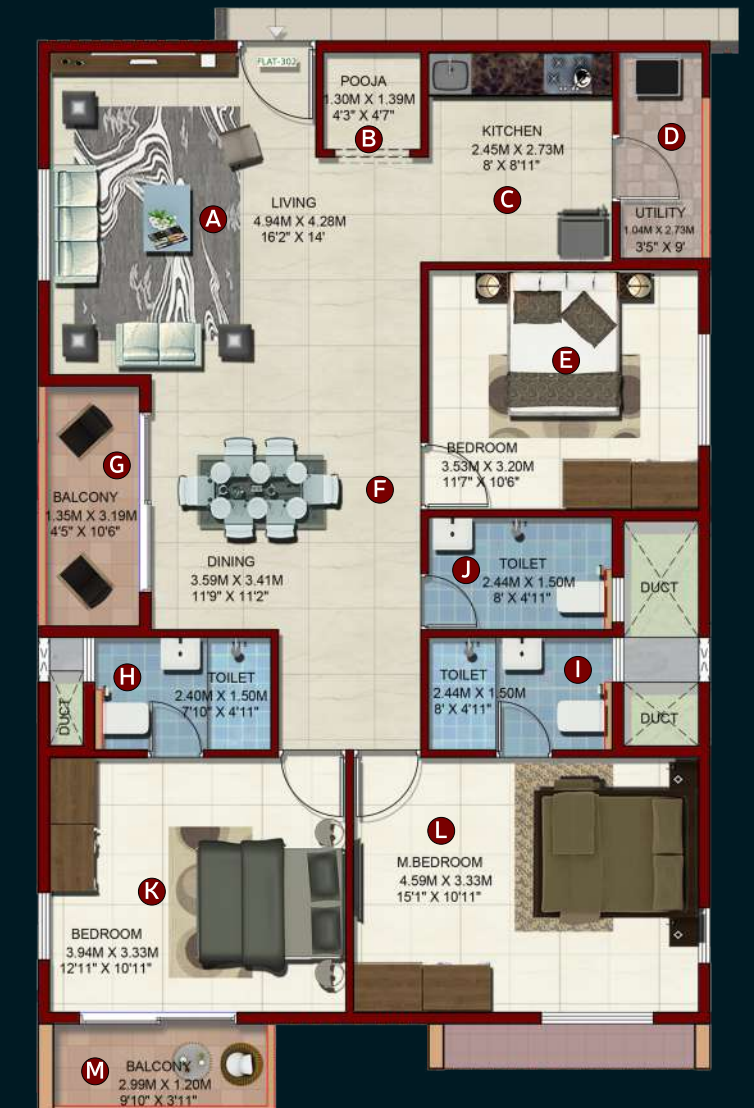 FLAT-302
POOJA
1.30M X 1.39M
4'3" X 4'7"
B
KITCHEN
2.45M X 2.73M
8' X 8'11"
C
D
UTILITY
1.04M X 2.73M
3'5" X 9'
A
LIVING
4.94M X 4.28M
16'2" X 14'
E
BEDROOM
3.53M X 3.20M
11'7" X 10'6"
G
BALCONY
1.35M X 3.19M
4'5" X 10'6"
F
DINING
3.59M X 3.41M
11'9" X 11'2"
J
TOILET
2.44M X 1.50M
8' X 4'11"
DUCT
H
TOILET
2.40M X 1.50M
7'10" X 4'11"
DUCT
I
TOILET
2.44M X 1.50M
8' X 4'11"
DUCT
K
BEDROOM
3.94M X 3.33M
12'11" X 10'11"
L
M.BEDROOM
4.59M X 3.33M
15'1" X 10'11"
M
BALCONY
2.99M X 1.20M
9'10" X 3'11"